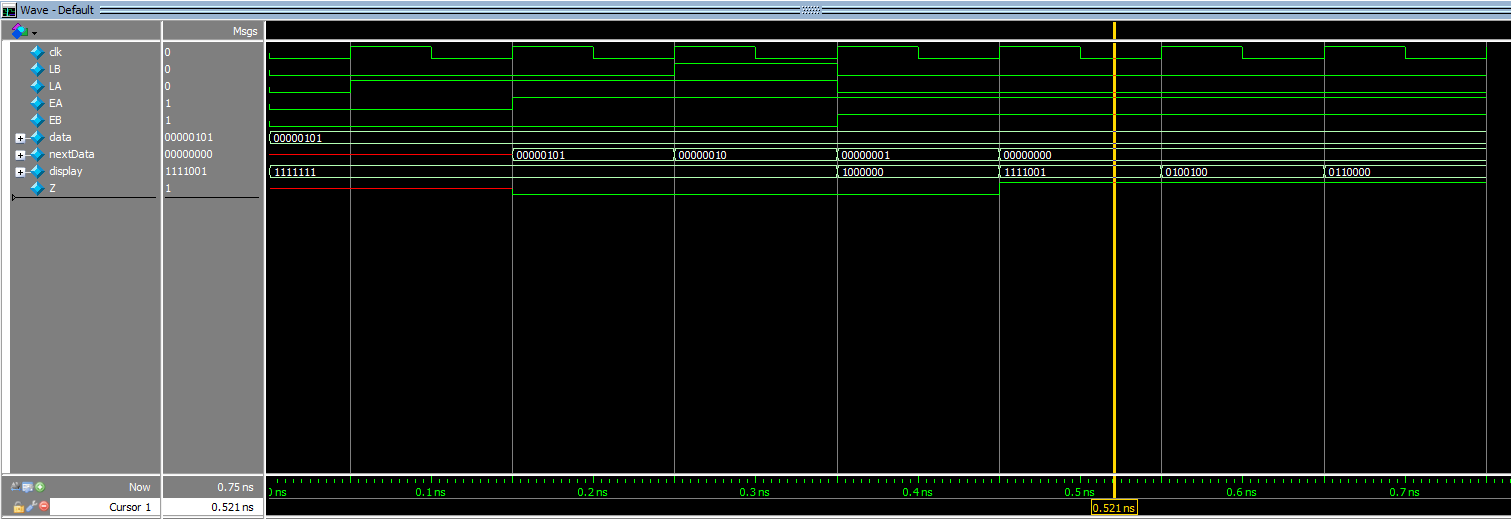 Wave - Default
Msgs
clk 0
LB 0
LA 0
EA 1
EB 1
data 00000101 00000101
nextData 00000000 00000101 00000010 00000001 00000000
display 1111001 1111111 1000000 1111001 0100100 0110000
Z 1
Now 0.75 ns 0 ns 0.1 ns 0.2 ns 0.3 ns 0.4 ns 0.5 ns 0.6 ns 0.7 ns
Cursor 1 0.521 ns 0.521 ns